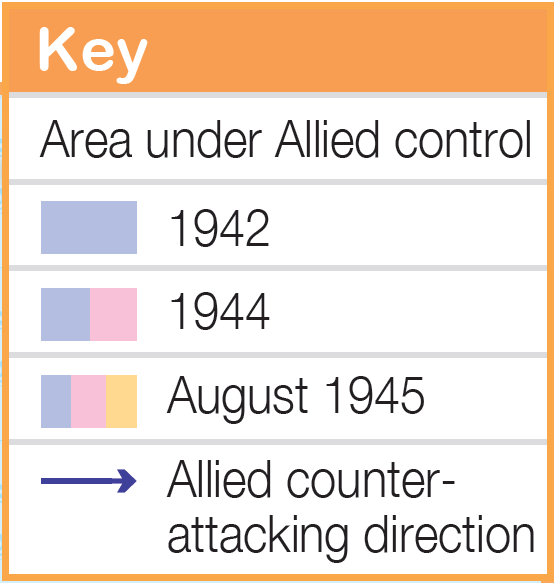 Key
Area under Allied control
1942
1944
August 1945
Allied counter-
attacking direction